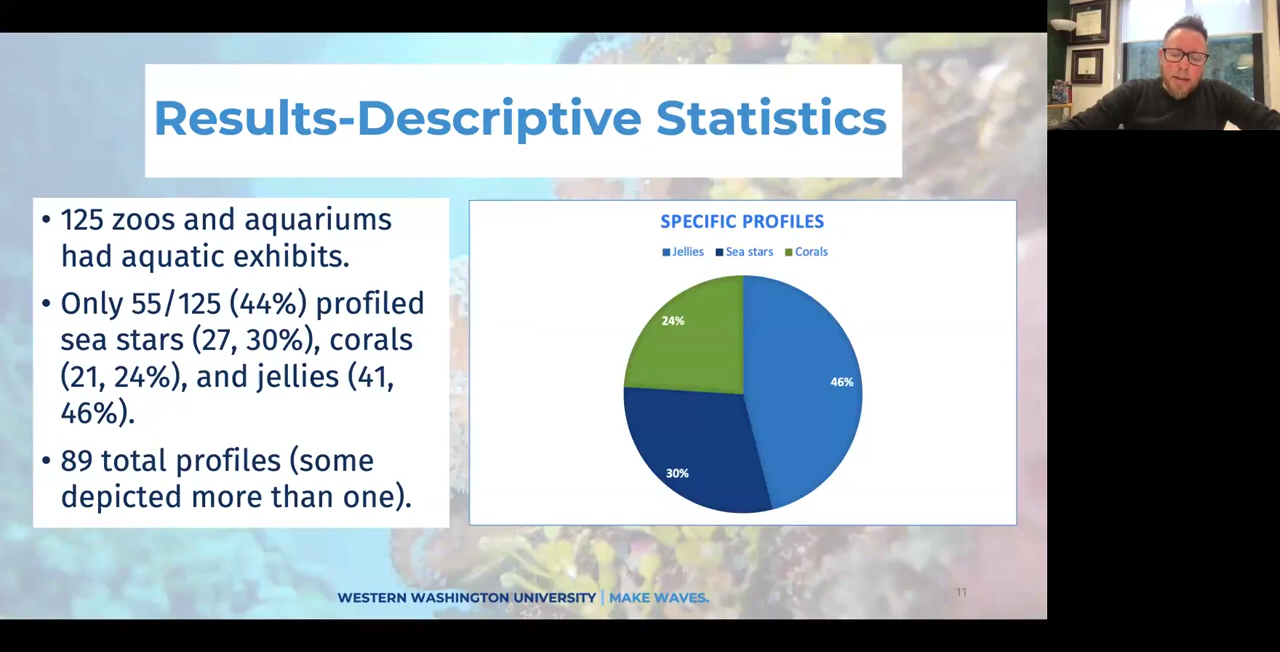 Results-Descriptive Statistics
• 125 zoos and aquariums
had aquatic exhibits.
• Only 55/125 (44%) profiled
sea stars (27, 30%), corals
(21, 24%), and jellies (41,
46%).
• 89 total profiles (some
depicted more than one).
SPECIFIC PROFILES
Jellies Sea stars Corals
24%
46%
30%
WESTERN WASHINGTON UNIVERSITY | MAKE WAVES.
11